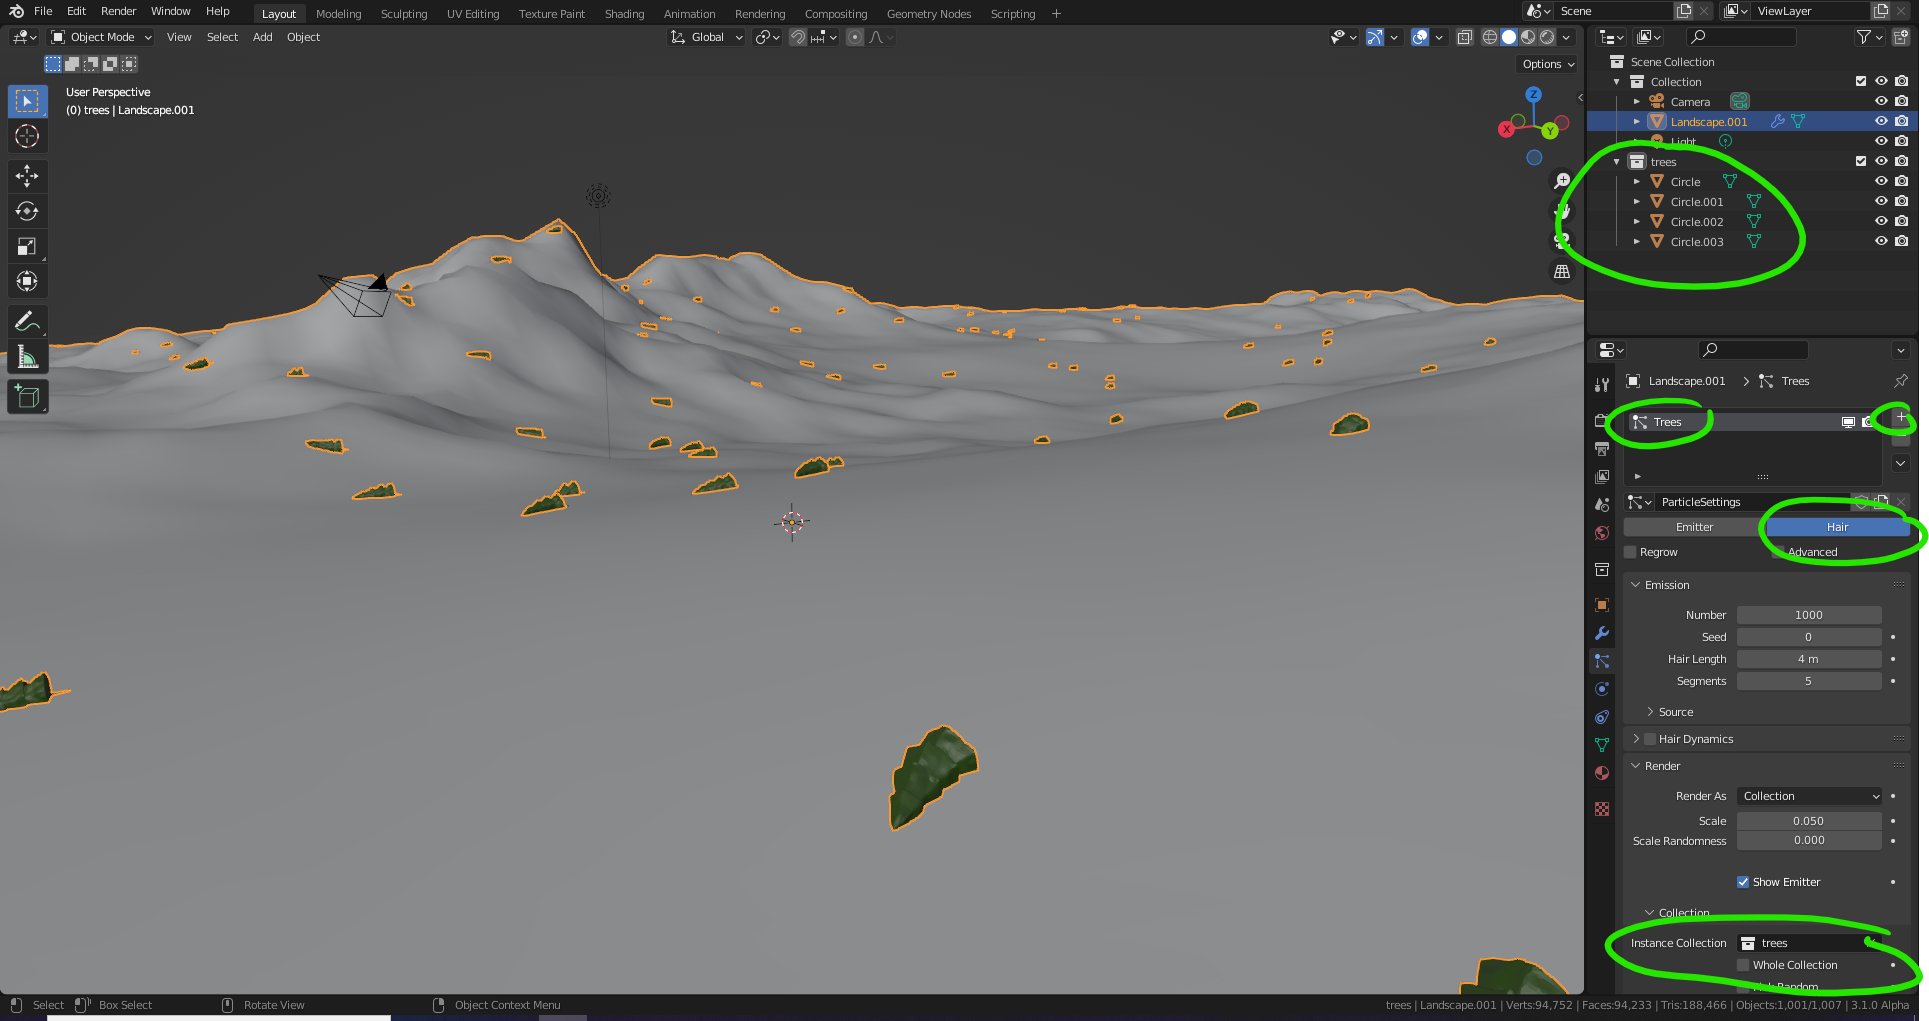 File Edit Render Window Help Layout Modeling Sculpting UV Editing Texture Paint Shading Animation Rendering Compositing Geometry Nodes Scripting + Scene ViewLayer
Object Mode View Select Add Object Global
Options
User Perspective
(0) trees | Landscape.001
Z
X
Y
Scene Collection
Collection
Camera
Landscape.001
Light
trees
Circle
Circle.001
Circle.002
Circle.003
Landscape.001 > Trees
Trees
ParticleSettings
Emitter Hair
Regrow Advanced
Emission
Number 1000
Seed 0
Hair Length 4 m
Segments 5
Source
Hair Dynamics
Render
Render As Collection
Scale 0.050
Scale Randomness 0.000
Show Emitter
Collection
Instance Collection trees
Whole Collection
Pick Random
Select Box Select Rotate View Object Context Menu trees | Landscape.001 | Verts:94,752 | Faces:94,233 | Tris:188,466 | Objects:1,001/1,007 | 3.1.0 Alpha